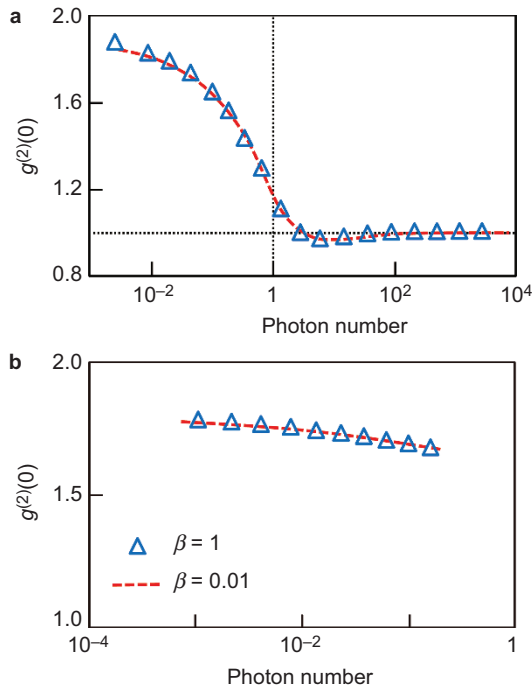 a
2.0
1.6
1.2
0.8
g(2)(0)
10−2
1
102
104
Photon number
b
2.0
1.5
1.0
g(2)(0)
β = 1
β = 0.01
10−4
10−2
1
Photon number